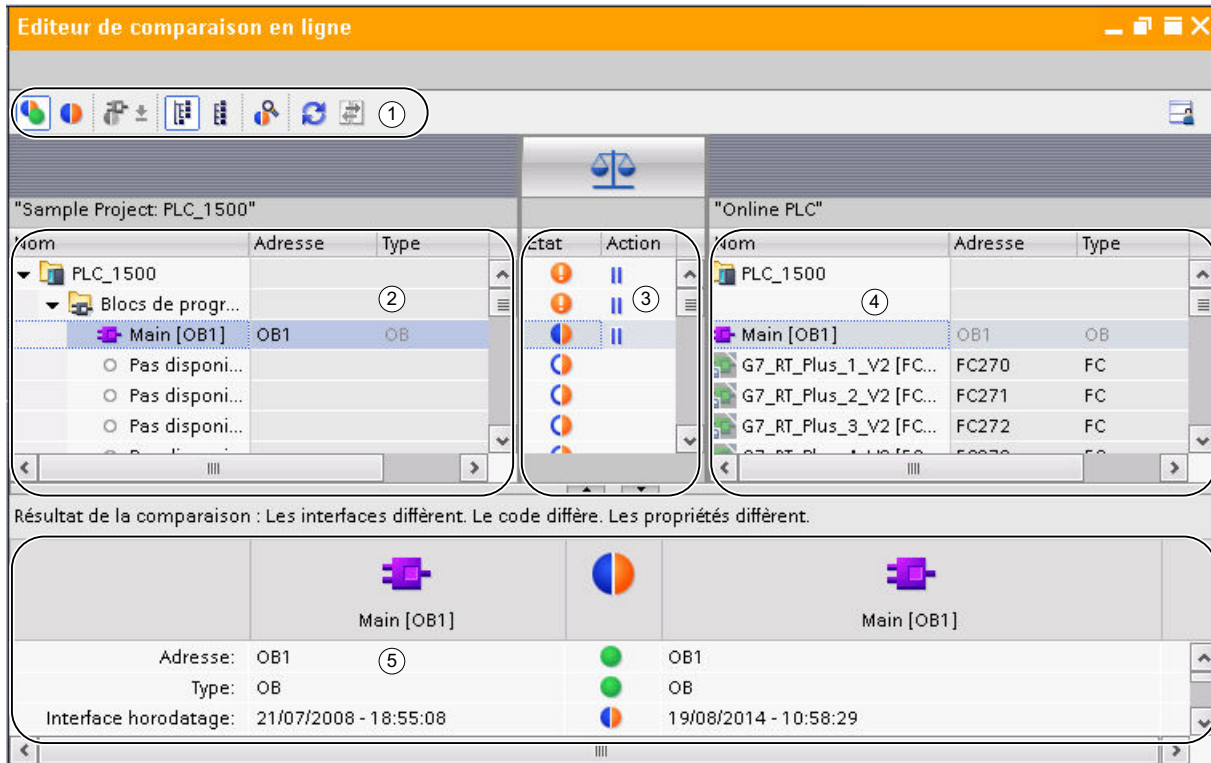 Editeur de comparaison en ligne
①
"Sample Project: PLC_1500" "Online PLC"
Nom Adresse Type Etat Action Nom Adresse Type
PLC_1500 PLC_1500
② ③ ④
Blocs de progr...
Main [OB1] OB1 OB Main [OB1] OB1 OB
Pas disponi... G7_RT_Plus_1_V2 [FC... FC270 FC
Pas disponi... G7_RT_Plus_2_V2 [FC... FC271 FC
Pas disponi... G7_RT_Plus_3_V2 [FC... FC272 FC
Résultat de la comparaison : Les interfaces diffèrent. Le code diffère. Les propriétés diffèrent.
Main [OB1] Main [OB1]
Adresse: OB1 ⑤ OB1
Type: OB OB
Interface horodatage: 21/07/2008 - 18:55:08 19/08/2014 - 10:58:29